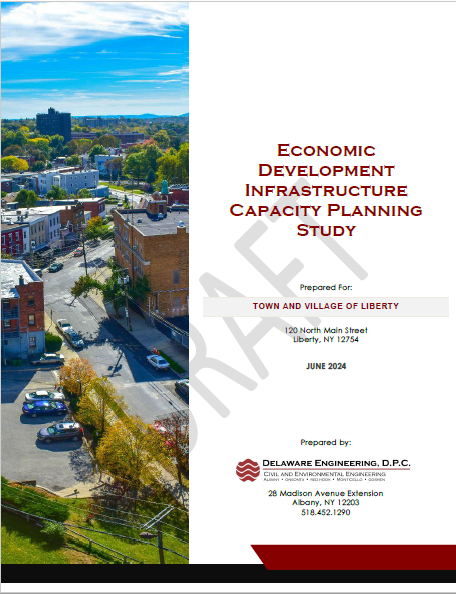 ECONOMIC
DEVELOPMENT
INFRASTRUCTURE
CAPACITY PLANNING
STUDY
Prepared For:
TOWN AND VILLAGE OF LIBERTY
120 North Main Street
Liberty, NY 12754
JUNE 2024
DRAFT
Prepared by:
DELAWARE ENGINEERING, D.P.C.
CIVIL AND ENVIRONMENTAL ENGINEERING
ALBANY • ONEONTA • RED HOOK • MONTICELLO • GOSHEN
28 Madison Avenue Extension
Albany, NY 12203
518.452.1290